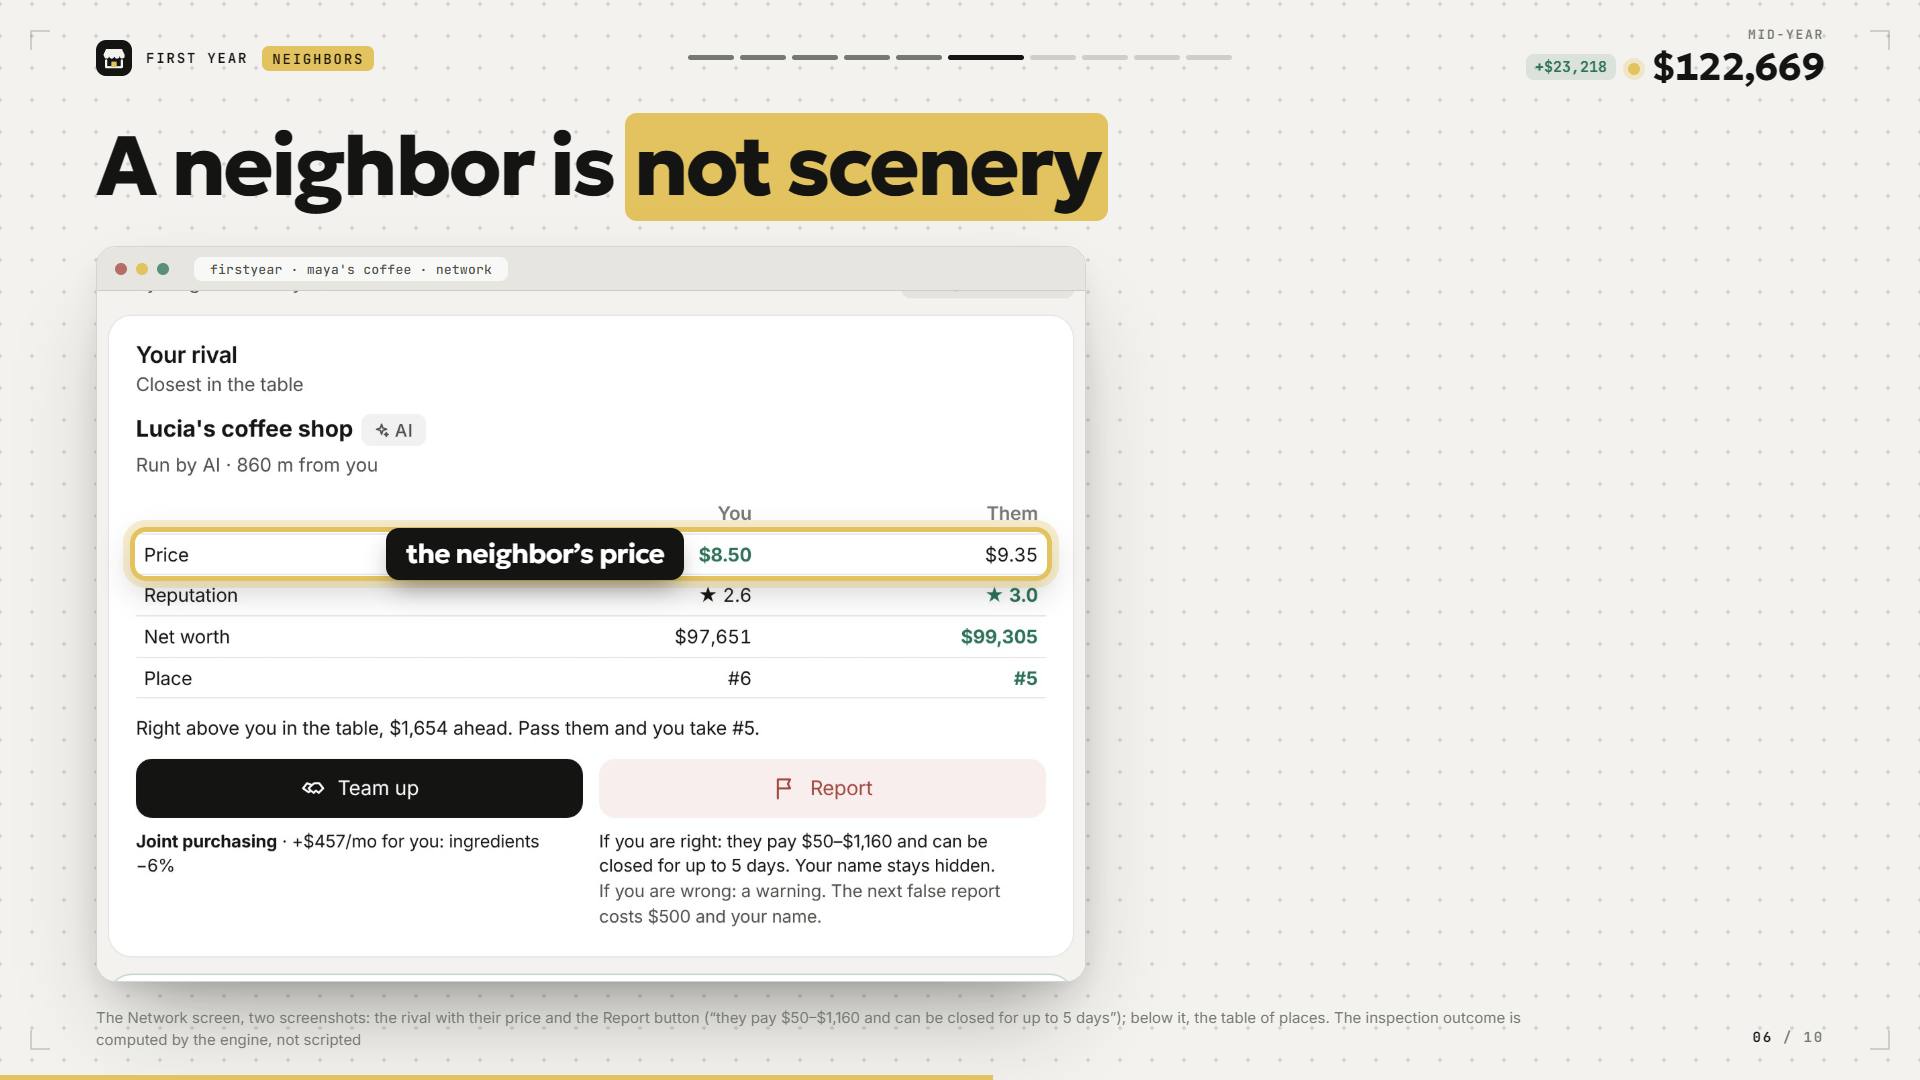 FIRST YEAR NEIGHBORS
MID-YEAR
+$23,218 $122,669
A neighbor is not scenery
firstyear · maya's coffee · network
Your rival
Closest in the table
Lucia's coffee shop AI
Run by AI · 860 m from you
You Them
Price the neighbor’s price $8.50 $9.35
Reputation ★ 2.6 ★ 3.0
Net worth $97,651 $99,305
Place #6 #5
Right above you in the table, $1,654 ahead. Pass them and you take #5.
Team up
Report
Joint purchasing · +$457/mo for you: ingredients
−6%
If you are right: they pay $50–$1,160 and can be
closed for up to 5 days. Your name stays hidden.
If you are wrong: a warning. The next false report
costs $500 and your name.
The Network screen, two screenshots: the rival with their price and the Report button (“they pay $50–$1,160 and can be closed for up to 5 days”); below it, the table of places. The inspection outcome is
computed by the engine, not scripted
06 / 10